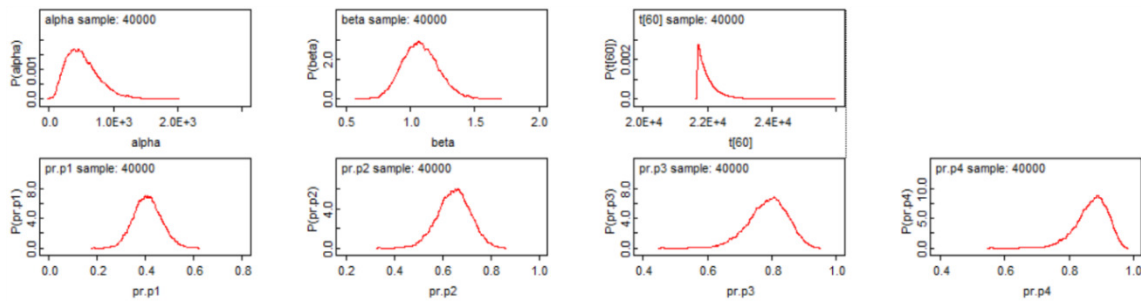 alpha sample: 40000
P(alpha)
0.0 0.001
0.0 1.0E+3 2.0E+3
alpha
beta sample: 40000
P(beta)
0.0 2.0
0.5 1.0 1.5 2.0
beta
t[60] sample: 40000
P(t[60])
0.0 0.002
2.0E+4 2.2E+4 2.4E+4
t[60]
pr.p1 sample: 40000
P(pr.p1)
0.0 4.0 8.0
0.0 0.2 0.4 0.6 0.8
pr.p1
pr.p2 sample: 40000
P(pr.p2)
0.0 4.0
0.2 0.4 0.6 0.8 1.0
pr.p2
pr.p3 sample: 40000
P(pr.p3)
0.0 4.0 8.0
0.4 0.6 0.8 1.0
pr.p3
pr.p4 sample: 40000
P(pr.p4)
0.0 5.0 10.0
0.4 0.6 0.8 1.0
pr.p4